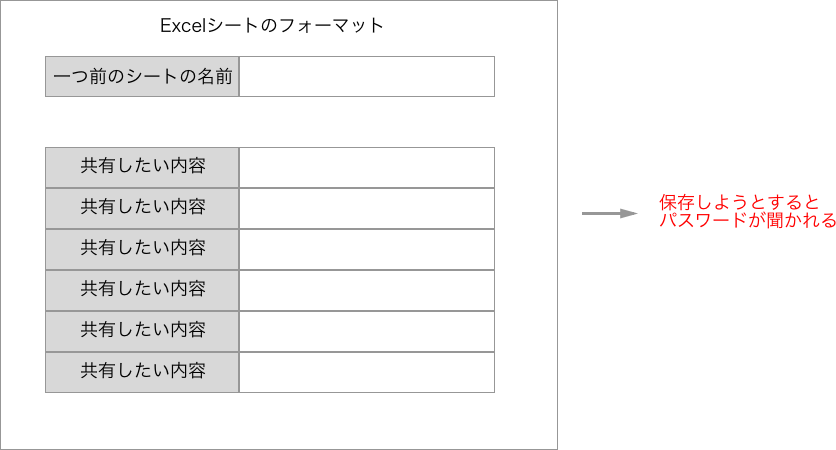 Excelシートのフォーマット
一つ前のシートの名前
共有したい内容
共有したい内容
共有したい内容
共有したい内容
共有したい内容
共有したい内容
保存しようとすると
パスワードが聞かれる